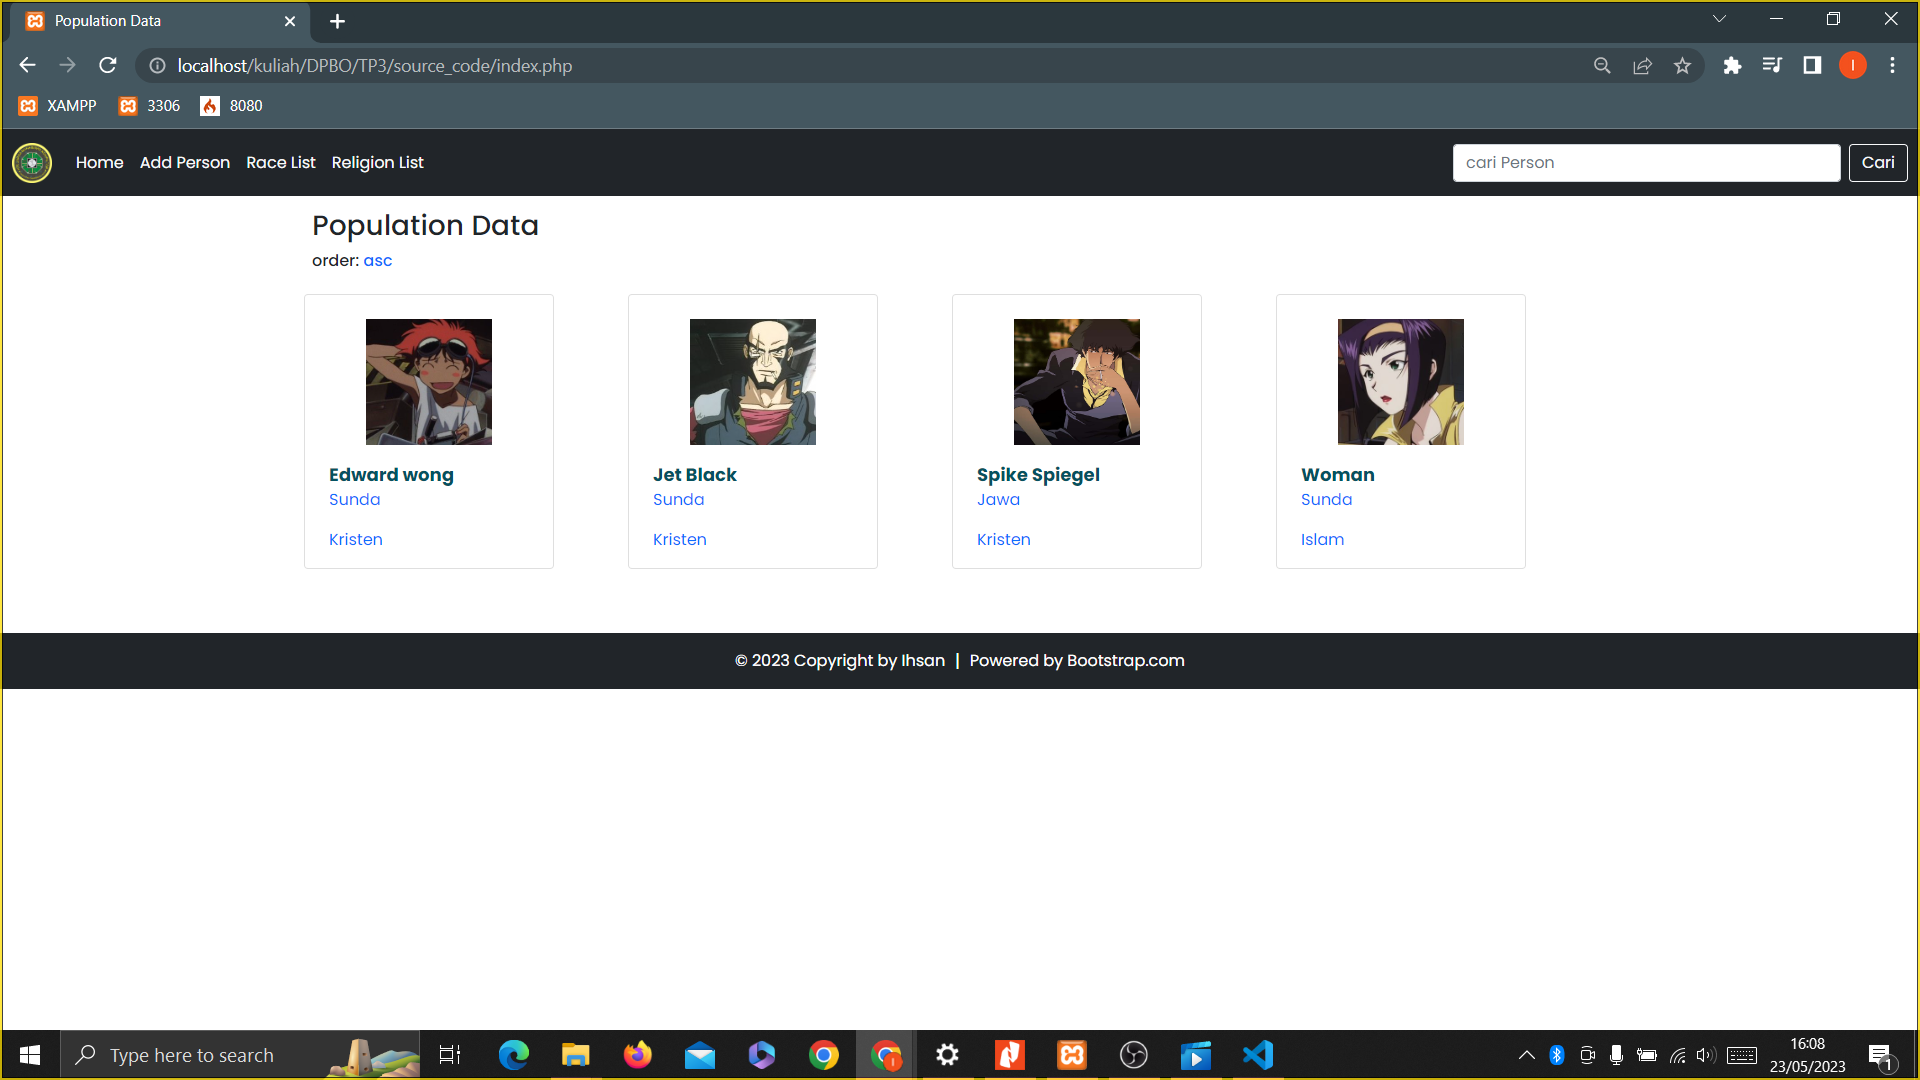 Population Data
localhost/kuliah/DPBO/TP3/source_code/index.php
I
XAMPP 3306 8080
Home Add Person Race List Religion List cari Person Cari
Population Data
order: asc
Edward wong
Sunda
Kristen
Jet Black
Sunda
Kristen
Spike Spiegel
Jawa
Kristen
Woman
Sunda
Islam
© 2023 Copyright by Ihsan | Powered by Bootstrap.com
Type here to search
16:08
23/05/2023
1